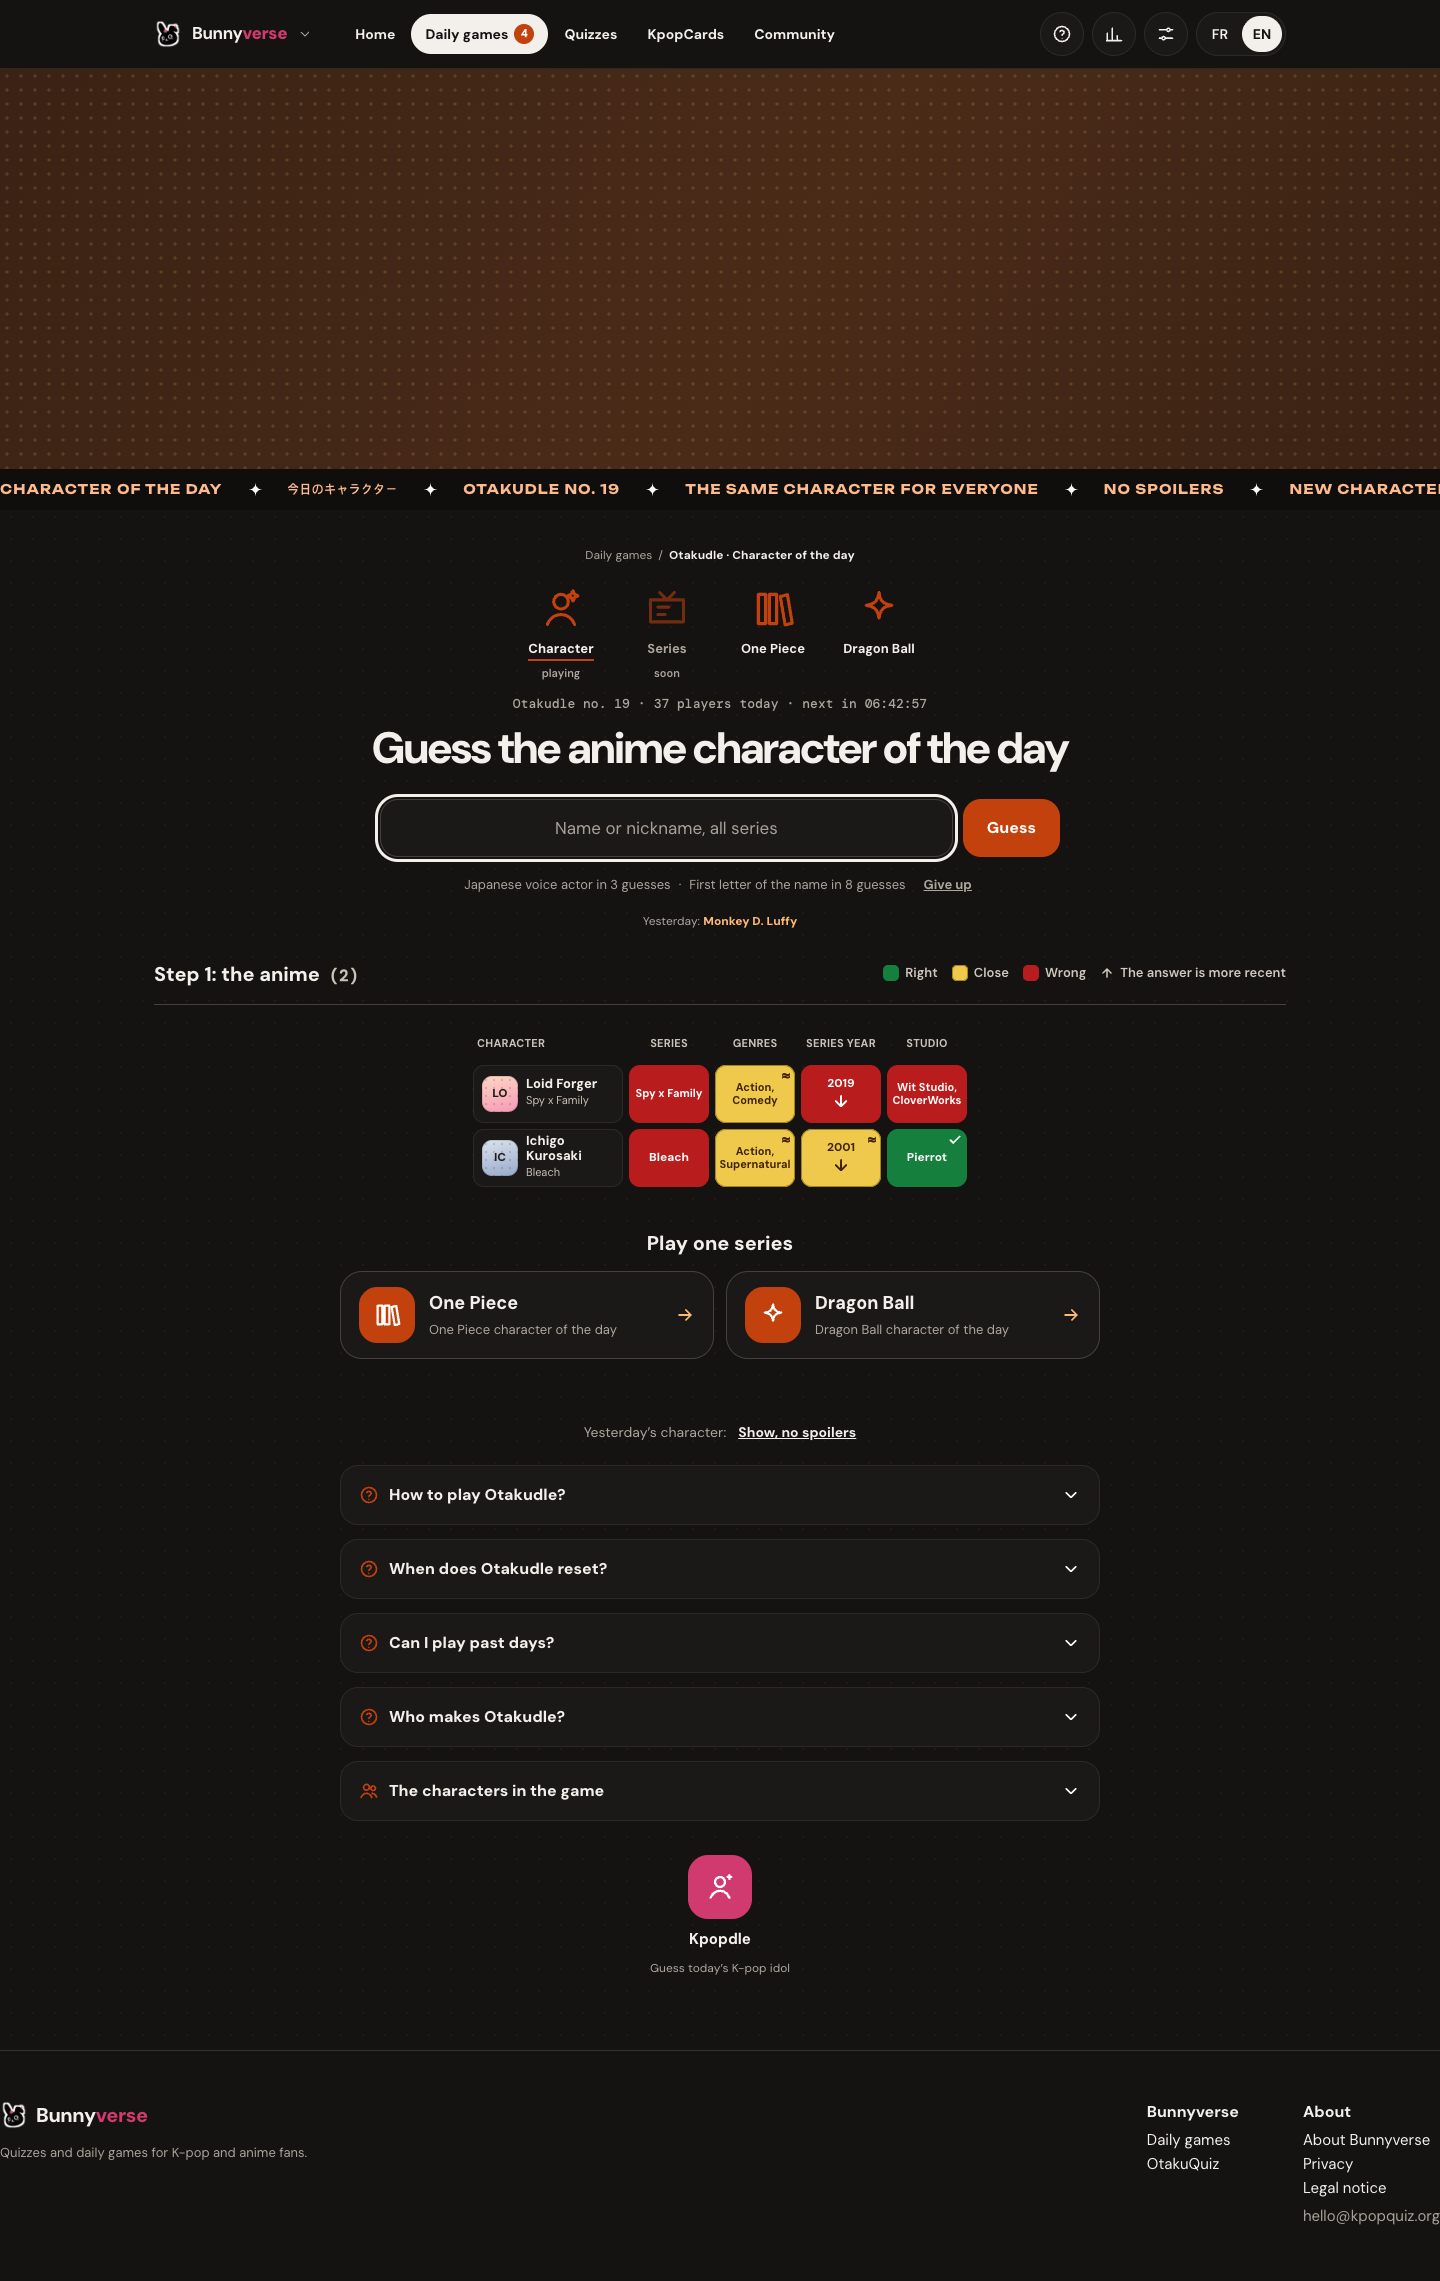 Bunnyverse
Home
Daily games 4
Quizzes
KpopCards
Community
FR
EN
CHARACTER OF THE DAY ✦ 今日のキャラクター ✦ OTAKUDLE NO. 19 ✦ THE SAME CHARACTER FOR EVERYONE ✦ NO SPOILERS ✦ NEW CHARACTER
Daily games / Otakudle · Character of the day
Character
playing
Series
soon
One Piece
Dragon Ball
Otakudle no. 19 · 37 players today · next in 06:42:57
Guess the anime character of the day
Name or nickname, all series
Guess
Japanese voice actor in 3 guesses · First letter of the name in 8 guesses Give up
Yesterday: Monkey D. Luffy
Step 1: the anime (2)
Right
Close
Wrong
↑ The answer is more recent
CHARACTER SERIES GENRES SERIES YEAR STUDIO
LO
Loid Forger
Spy x Family
Spy x Family
≈
Action,
Comedy
2019
↓
Wit Studio,
CloverWorks
IC
Ichigo
Kurosaki
Bleach
Bleach
≈
Action,
Supernatural
≈
2001
↓
Pierrot
Play one series
One Piece
One Piece character of the day
→
Dragon Ball
Dragon Ball character of the day
→
Yesterday's character: Show, no spoilers
How to play Otakudle?
When does Otakudle reset?
Can I play past days?
Who makes Otakudle?
The characters in the game
Kpopdle
Guess today's K-pop idol
Bunnyverse
Quizzes and daily games for K-pop and anime fans.
Bunnyverse
Daily games
OtakuQuiz
About
About Bunnyverse
Privacy
Legal notice
hello@kpopquiz.org